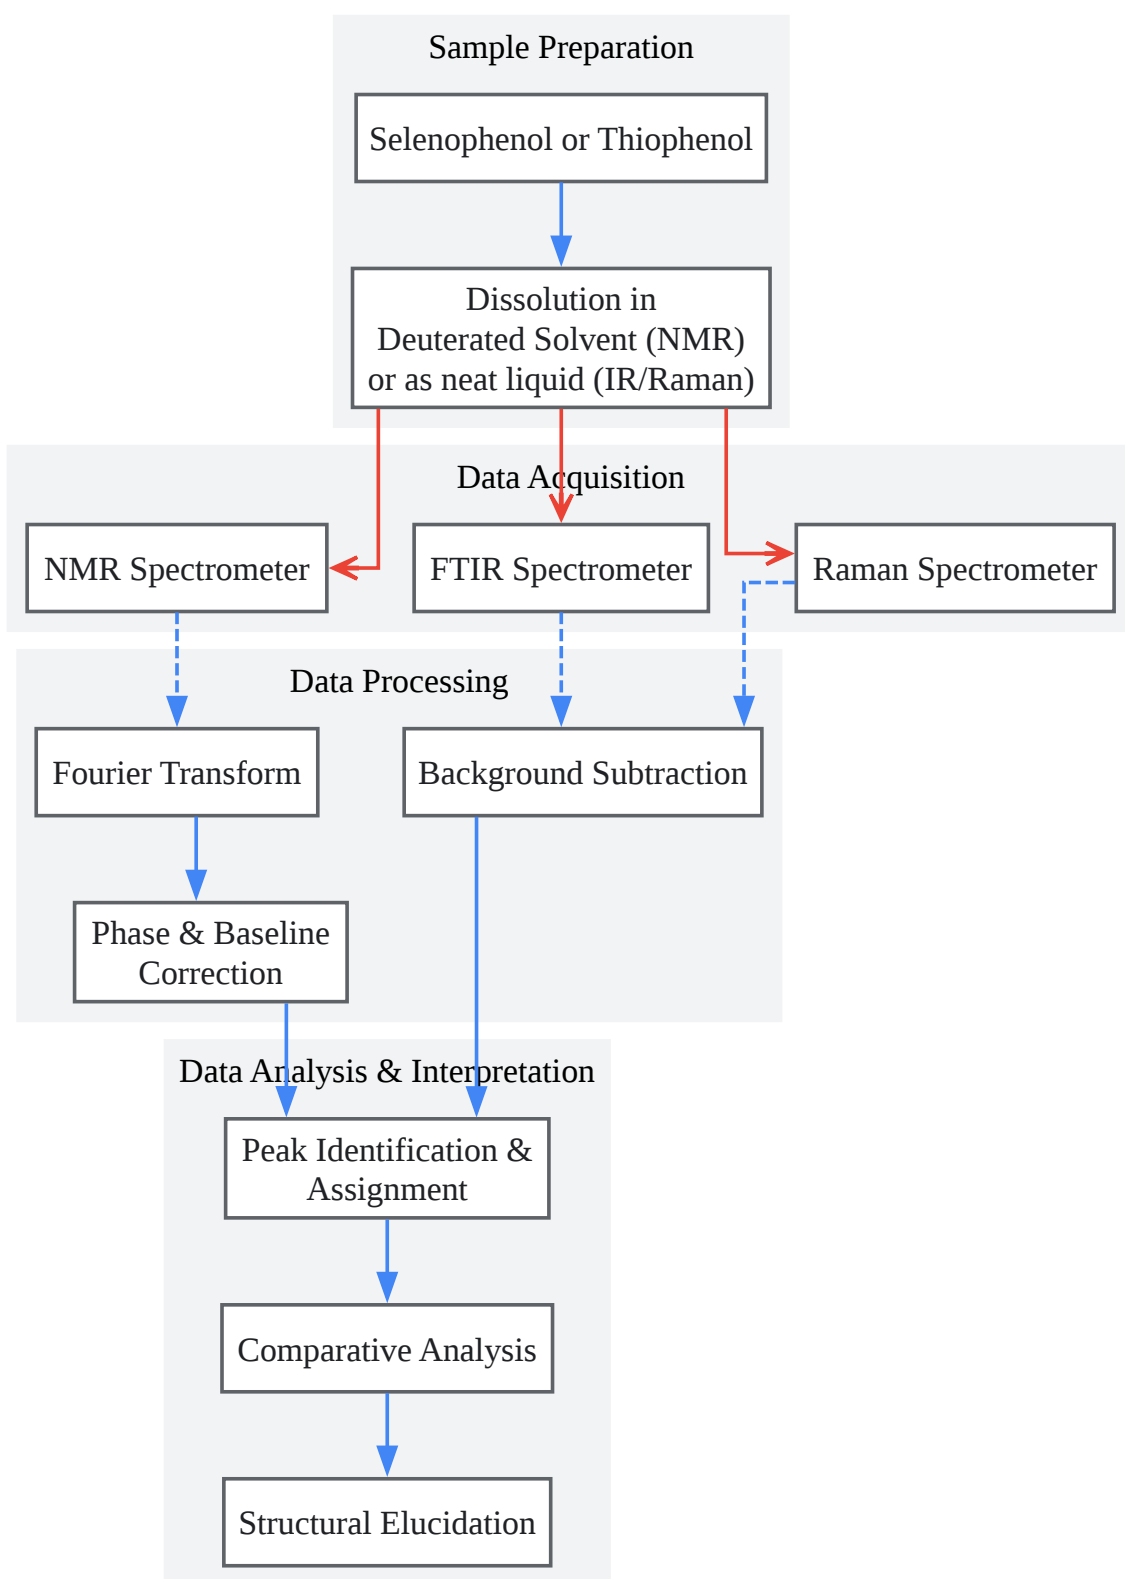 Sample Preparation
Selenophenol or Thiophenol
Dissolution in
Deuterated Solvent (NMR)
or as neat liquid (IR/Raman)
Data Acquisition
NMR Spectrometer
FTIR Spectrometer
Raman Spectrometer
Data Processing
Fourier Transform
Background Subtraction
Phase & Baseline
Correction
Data Analysis & Interpretation
Peak Identification &
Assignment
Comparative Analysis
Structural Elucidation